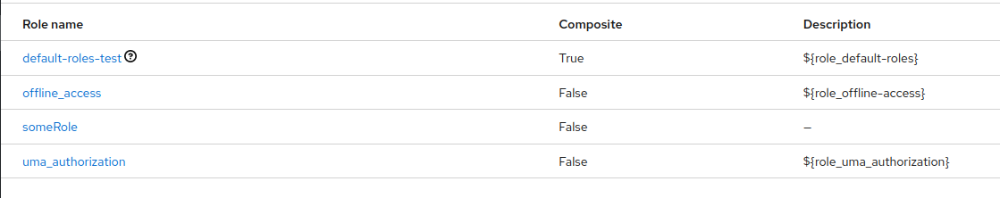 Role name Composite Description
default-roles-test ? True ${role_default-roles}
offline_access False ${role_offline-access}
someRole False –
uma_authorization False ${role_uma_authorization}